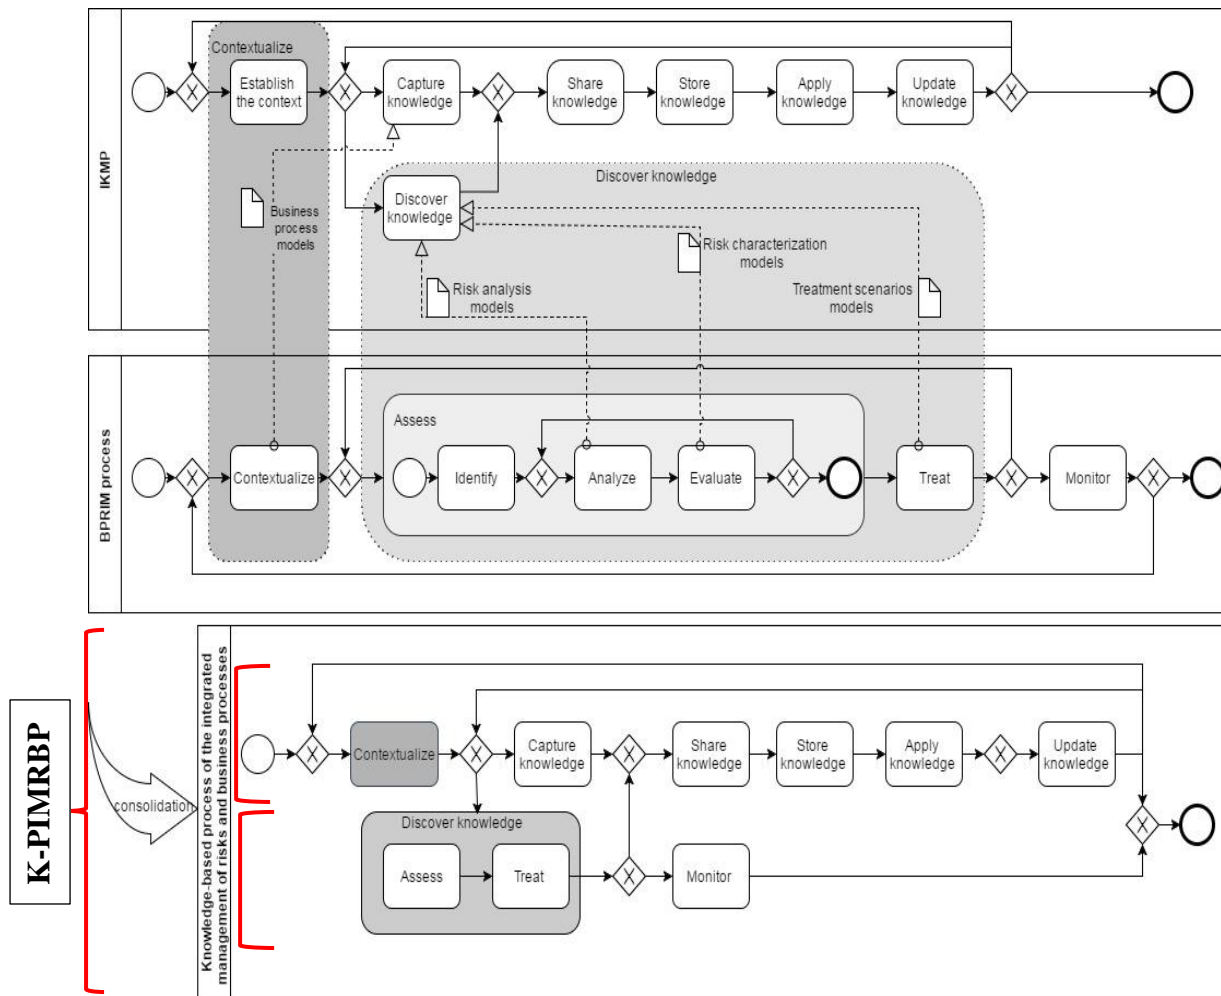 IKMP
Contextualize
Establish
the context
X
X
Capture
knowledge
X
Share
knowledge
Store
knowledge
Apply
knowledge
Update
knowledge
X
Discover knowledge
Discover
knowledge
Business
process
models
Risk characterization
models
Risk analysis
models
Treatment scenarios
models
BPRIM process
X
Contextualize
X
Assess
Identify
X
Analyze
Evaluate
X
Treat
X
Monitor
X
K-PIMRBP
consolidation
Knowledge-based process of the integrated
management of risks and business processes
X
Contextualize
X
Capture
knowledge
X
Share
knowledge
Store
knowledge
Apply
knowledge
X
Update
knowledge
Discover knowledge
Assess
Treat
X
Monitor
X